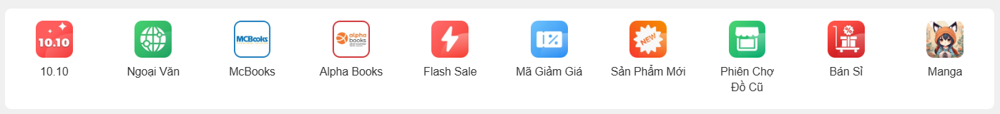 10.10
MCBooks
alpha
books
NEW
10.10
Ngoại Văn
McBooks
Alpha Books
Flash Sale
Mã Giảm Giá
Sản Phẩm Mới
Phiên Chợ
Đồ Cũ
Bán Sỉ
Manga